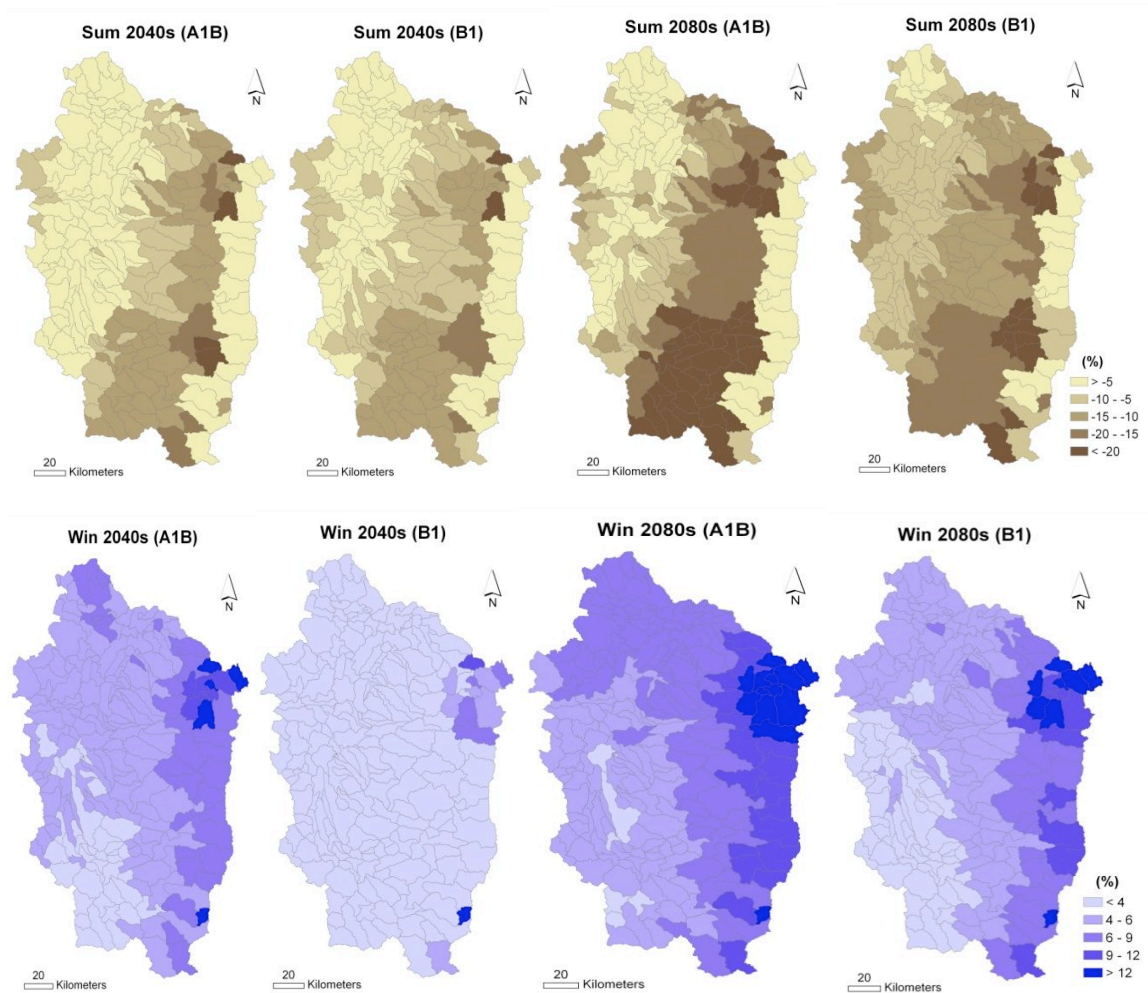 Sum 2040s (A1B)
Sum 2040s (B1)
Sum 2080s (A1B)
Sum 2080s (B1)
N
N
N
N
(%)
> -5
-10 - -5
-15 - -10
-20 - -15
< -20
20
Kilometers
20
Kilometers
20
Kilometers
20
Kilometers
Win 2040s (A1B)
Win 2040s (B1)
Win 2080s (A1B)
Win 2080s (B1)
N
N
N
N
(%)
< 4
4 - 6
6 - 9
9 - 12
> 12
20
Kilometers
20
Kilometers
20
Kilometers
20
Kilometers